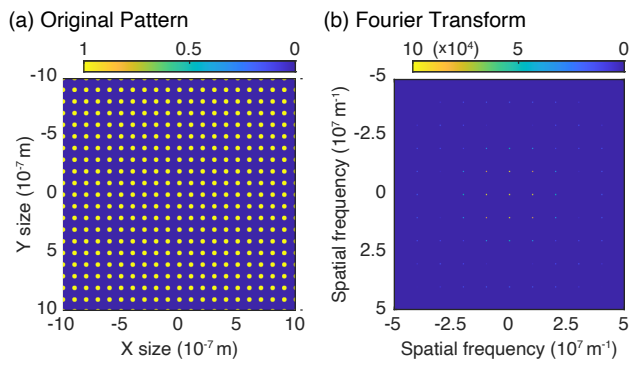 (a) Original Pattern
1 0.5 0
-10
-5
0
5
10
-10 -5 0 5 10
Y size (10⁻⁷ m)
X size (10⁻⁷ m)
(b) Fourier Transform
10 (x10⁴) 5 0
-5
-2.5
0
2.5
5
-5 -2.5 0 2.5 5
Spatial frequency (10⁷ m⁻¹)
Spatial frequency (10⁷ m⁻¹)